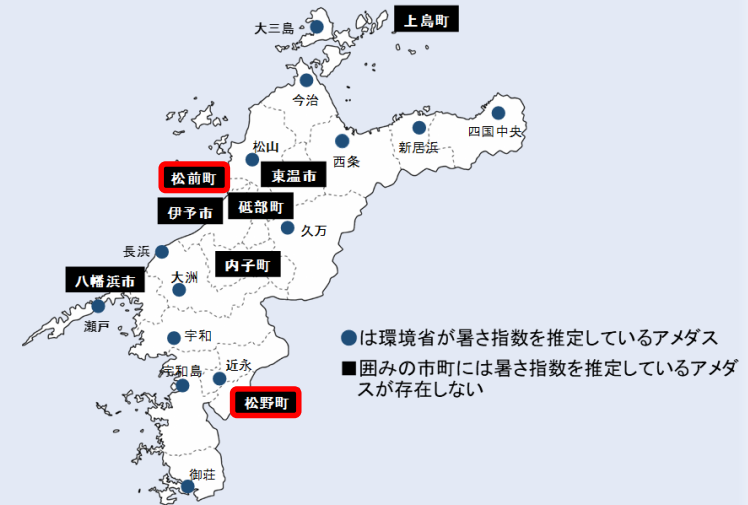 大三島
上島町
今治
四国中央
新居浜
松山
西条
東温市
松前町
砥部町
伊予市
久万
長浜
内子町
大洲
八幡浜市
瀬戸
宇和
●は環境省が暑さ指数を推定しているアメダス
■囲みの市町には暑さ指数を推定しているアメダ
スが存在しない
近永
宇和島
松野町
御荘